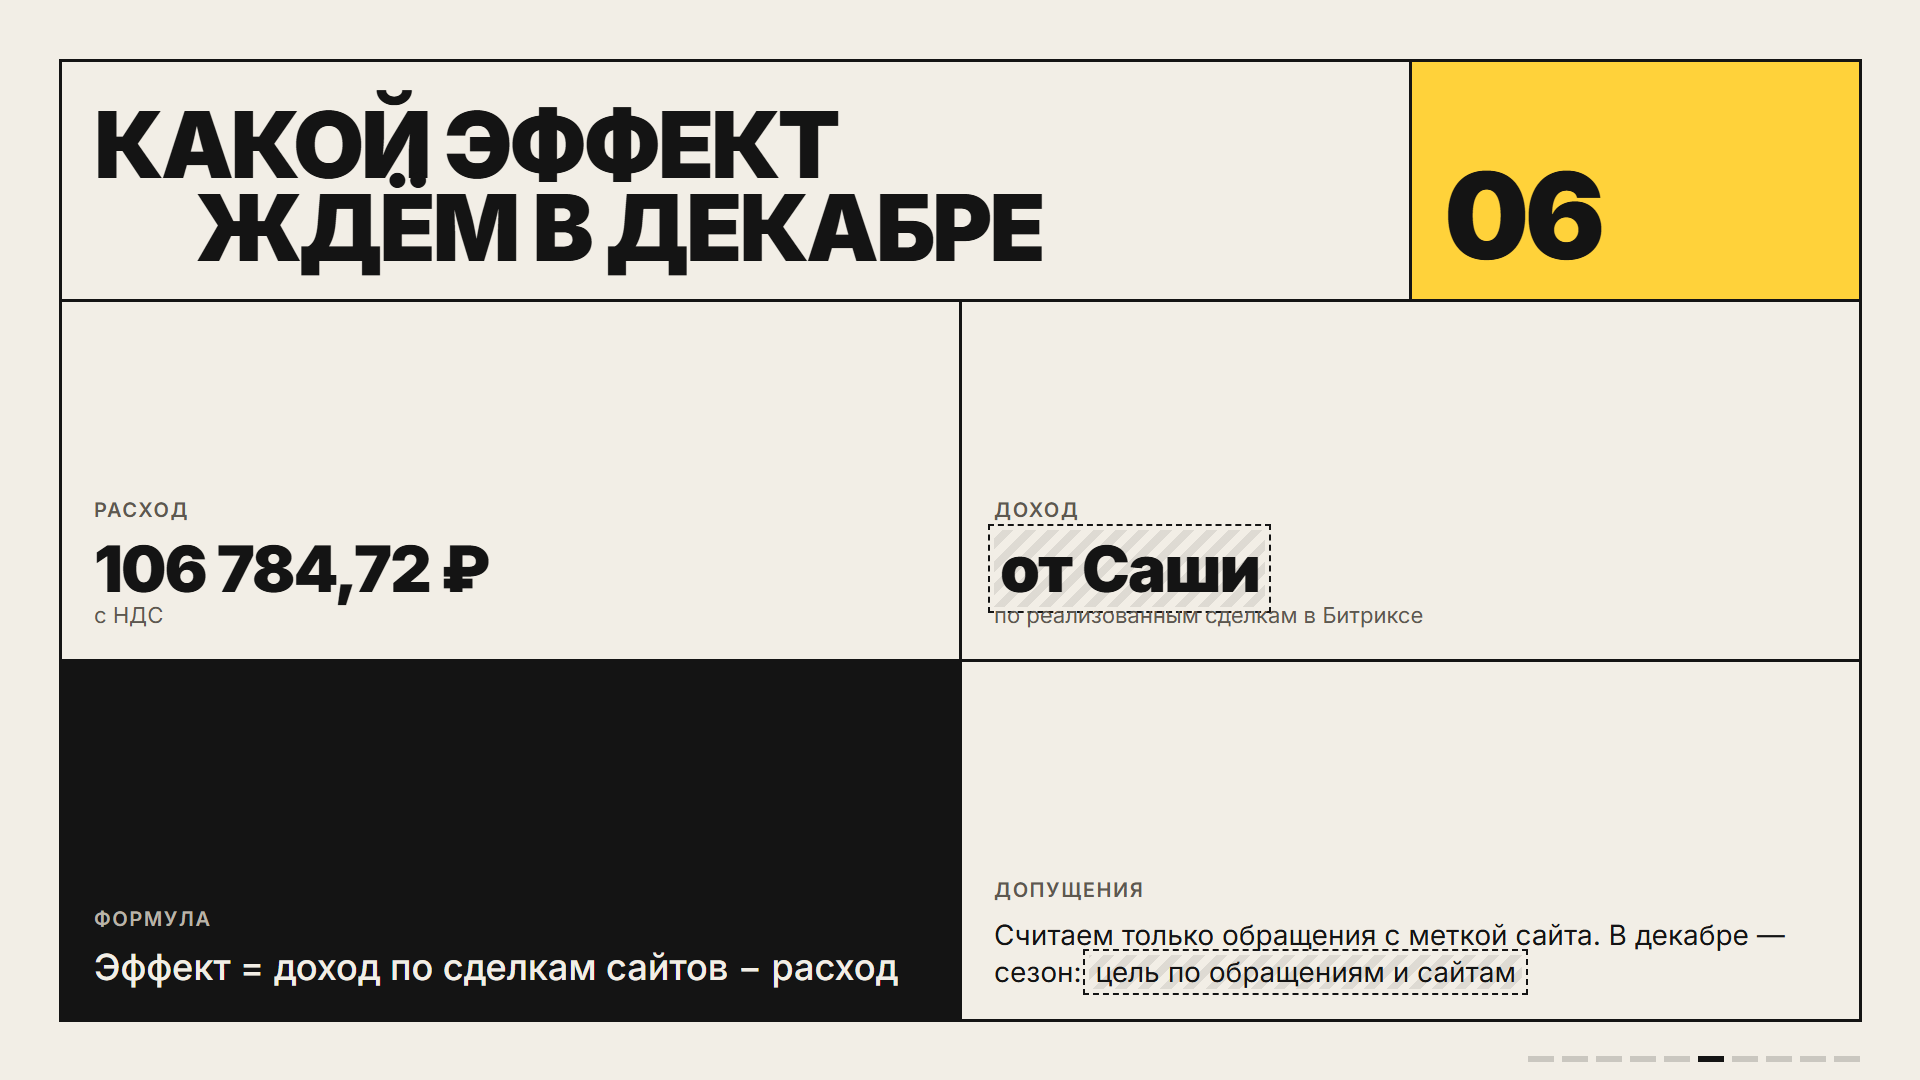 КАКОЙ ЭФФЕКТ
ЖДЁМ В ДЕКАБРЕ
06
РАСХОД
106 784,72 ₽
с НДС
ДОХОД
от Саши
по реализованным сделкам в Битриксе
ФОРМУЛА
Эффект = доход по сделкам сайтов − расход
ДОПУЩЕНИЯ
Считаем только обращения с меткой сайта. В декабре —
сезон: цель по обращениям и сайтам